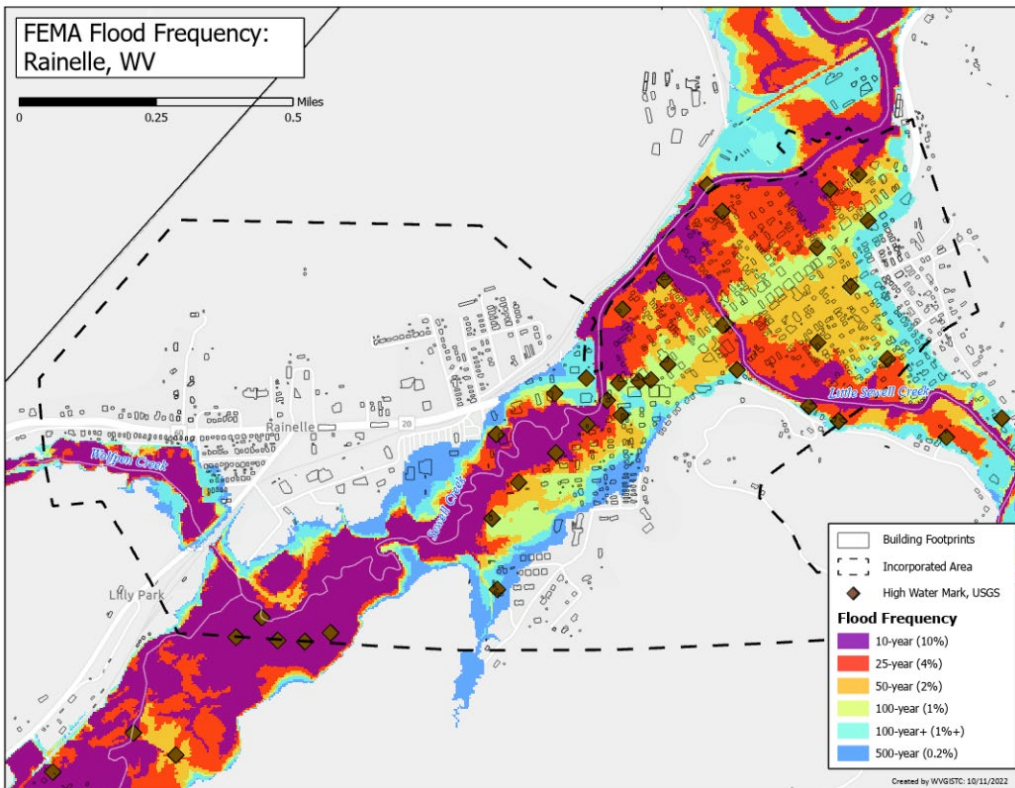 FEMA Flood Frequency:
Rainelle, WV
Miles
0 0.25 0.5
Little Sewell Creek
20
60
Rainelle
Wolfpen Creek
Sewell Creek
Lilly Park
Building Footprints
Incorporated Area
High Water Mark, USGS
Flood Frequency
10-year (10%)
25-year (4%)
50-year (2%)
100-year (1%)
100-year+ (1%+)
500-year (0.2%)
Created by WVGISTC: 10/11/2022